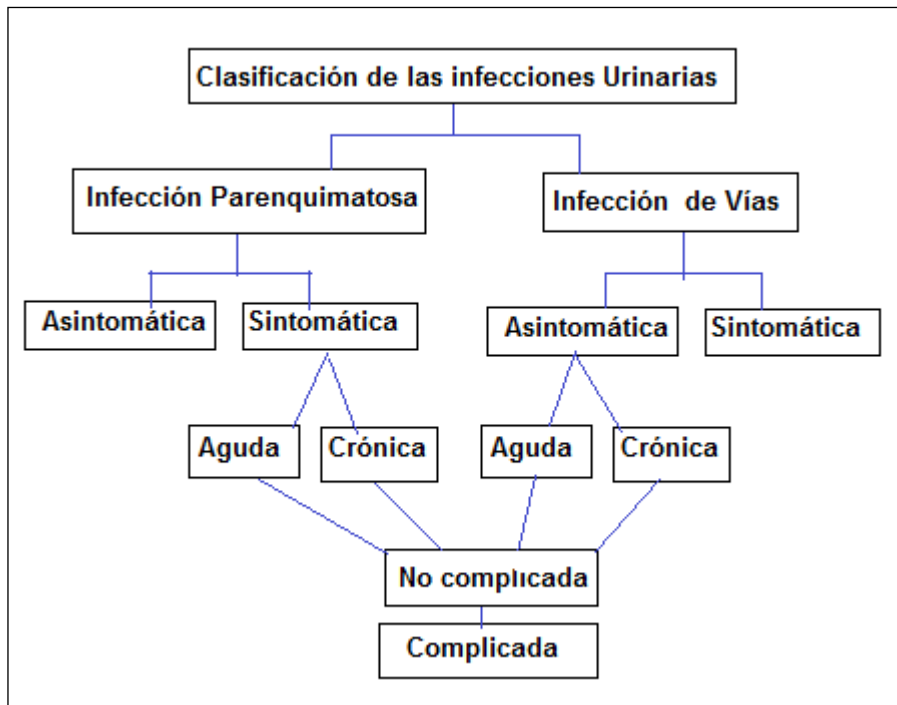 Clasificación de las infecciones Urinarias
Infección Parenquimatosa
Infección de Vías
Asintomática
Sintomática
Asintomática
Sintomática
Aguda
Crónica
Aguda
Crónica
No complicada
Complicada